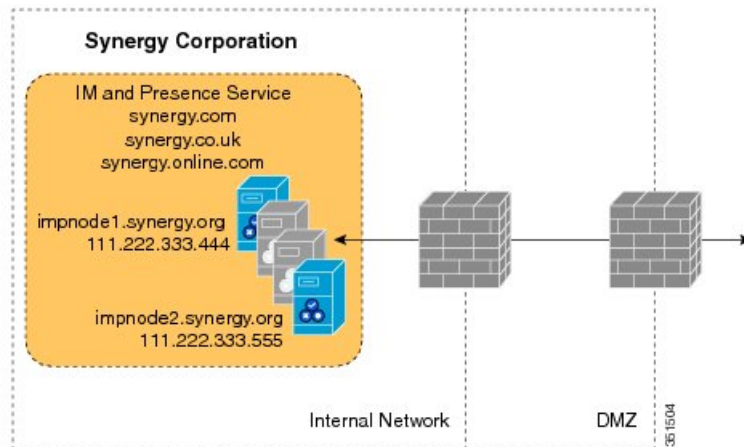 Synergy Corporation
IM and Presence Service
synergy.com
synergy.co.uk
synergy.online.com
impnode1.synergy.org
111.222.333.444
impnode2.synergy.org
111.222.333.555
Internal Network
DMZ
351504